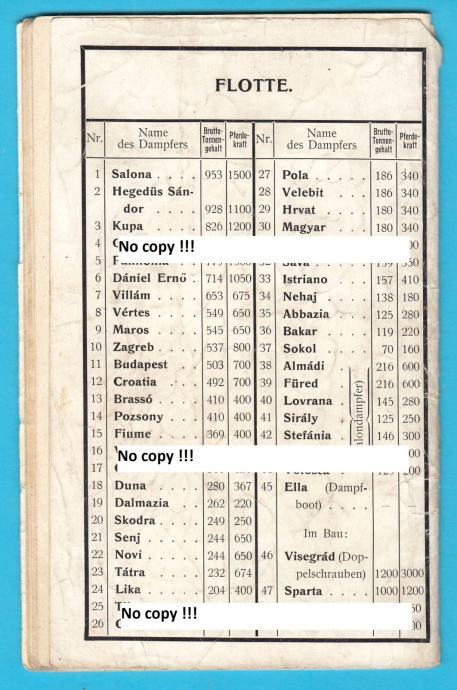 FLOTTE.
Nr. Name des Dampfers Brutto-Tonnen-gehalt Pferde-kraft Nr. Name des Dampfers Brutto-Tonnen-gehalt Pferde-kraft
1 Salona . . . . 953 1500 27 Pola . . . . . 186 340
2 Hegedüs Sán- 28 Velebit . . . . 186 340
dor . . . . 928 1100 29 Hrvat . . . . 180 340
3 Kupa . . . . . 826 1200 30 Magyar . . . . 180 340
4 No copy !!!
5
6 Dániel Ernő . 714 1050 33 Istriano . . . . 157 410
7 Villám . . . . 653 675 34 Nehaj . . . . . 138 180
8 Vértes . . . . 549 650 35 Abbazia . . . . 125 280
9 Maros . . . . 545 650 36 Bakar . . . . . 119 220
10 Zagreb . . . . 537 800 37 Sokol . . . . . 70 160
11 Budapest . . . 503 700 38 Almádi 216 600
12 Croatia . . . . 492 700 39 Füred . 216 600
13 Brassó . . . . 410 400 40 Lovrana . 145 280
14 Pozsony . . . 410 400 41 Sirály . 125 250
15 Fiume . . . . 369 400 42 Stefánia . 146 300
16 No copy !!!
17 200
18 Duna . . . . . 280 367 45 Ella (Dampf-
19 Dalmazia . . . 262 220 boot) . . . . – –
20 Skodra . . . . 249 250
21 Senj . . . . . 244 650 Im Bau:
22 Novi . . . . . 244 650 46 Visegrád (Dop-
23 Tátra . . . . 232 674 pelschrauben) 1200 3000
24 Lika . . . . . 204 400 47 Sparta . . . . 1000 1200
25 No copy !!!
26